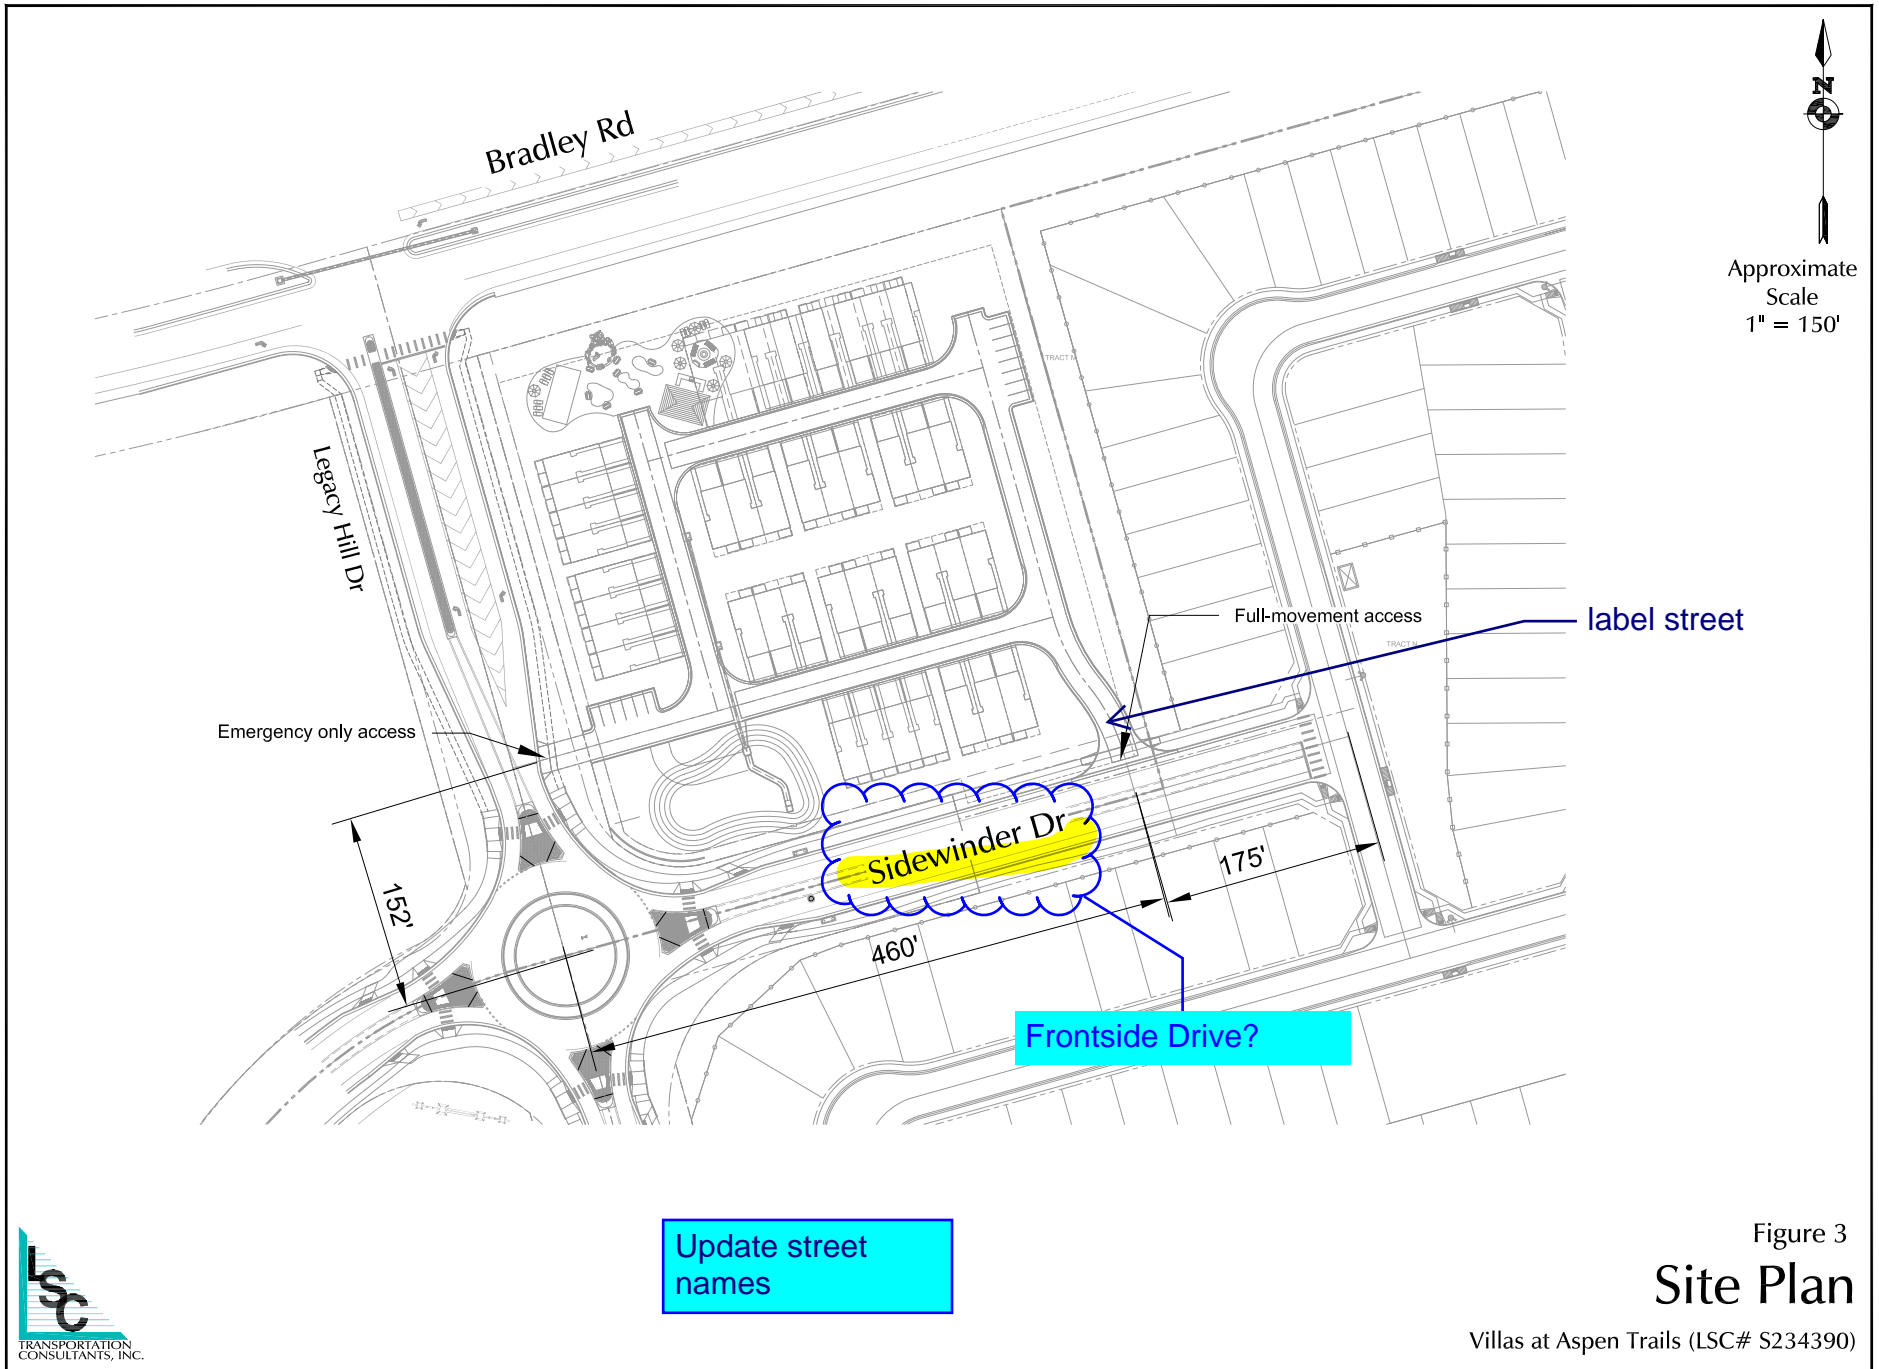 N
Approximate
Scale
1" = 150'
Bradley Rd
Legacy Hill Dr
TRACT M
Full-movement access
label street
TRACT N
Emergency only access
Sidewinder Dr
175'
152'
460'
Frontside Drive?
Update street
names
Figure 3
Site Plan
Villas at Aspen Trails (LSC# S234390)
LSC
TRANSPORTATION
CONSULTANTS, INC.